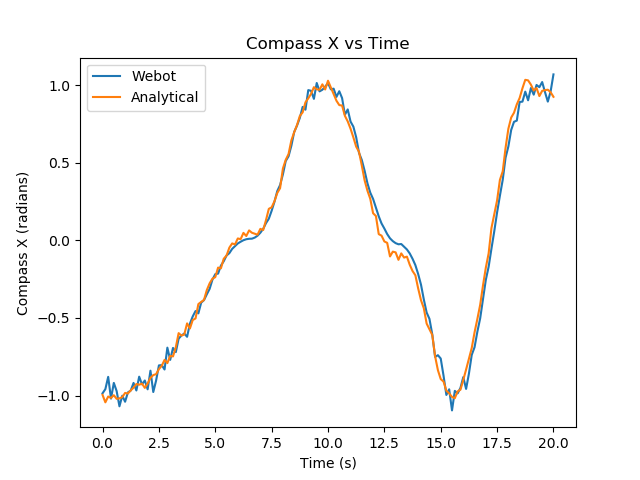 Compass X vs Time
Webot
Analytical
Compass X (radians)
1.0
0.5
0.0
−0.5
−1.0
0.0 2.5 5.0 7.5 10.0 12.5 15.0 17.5 20.0
Time (s)